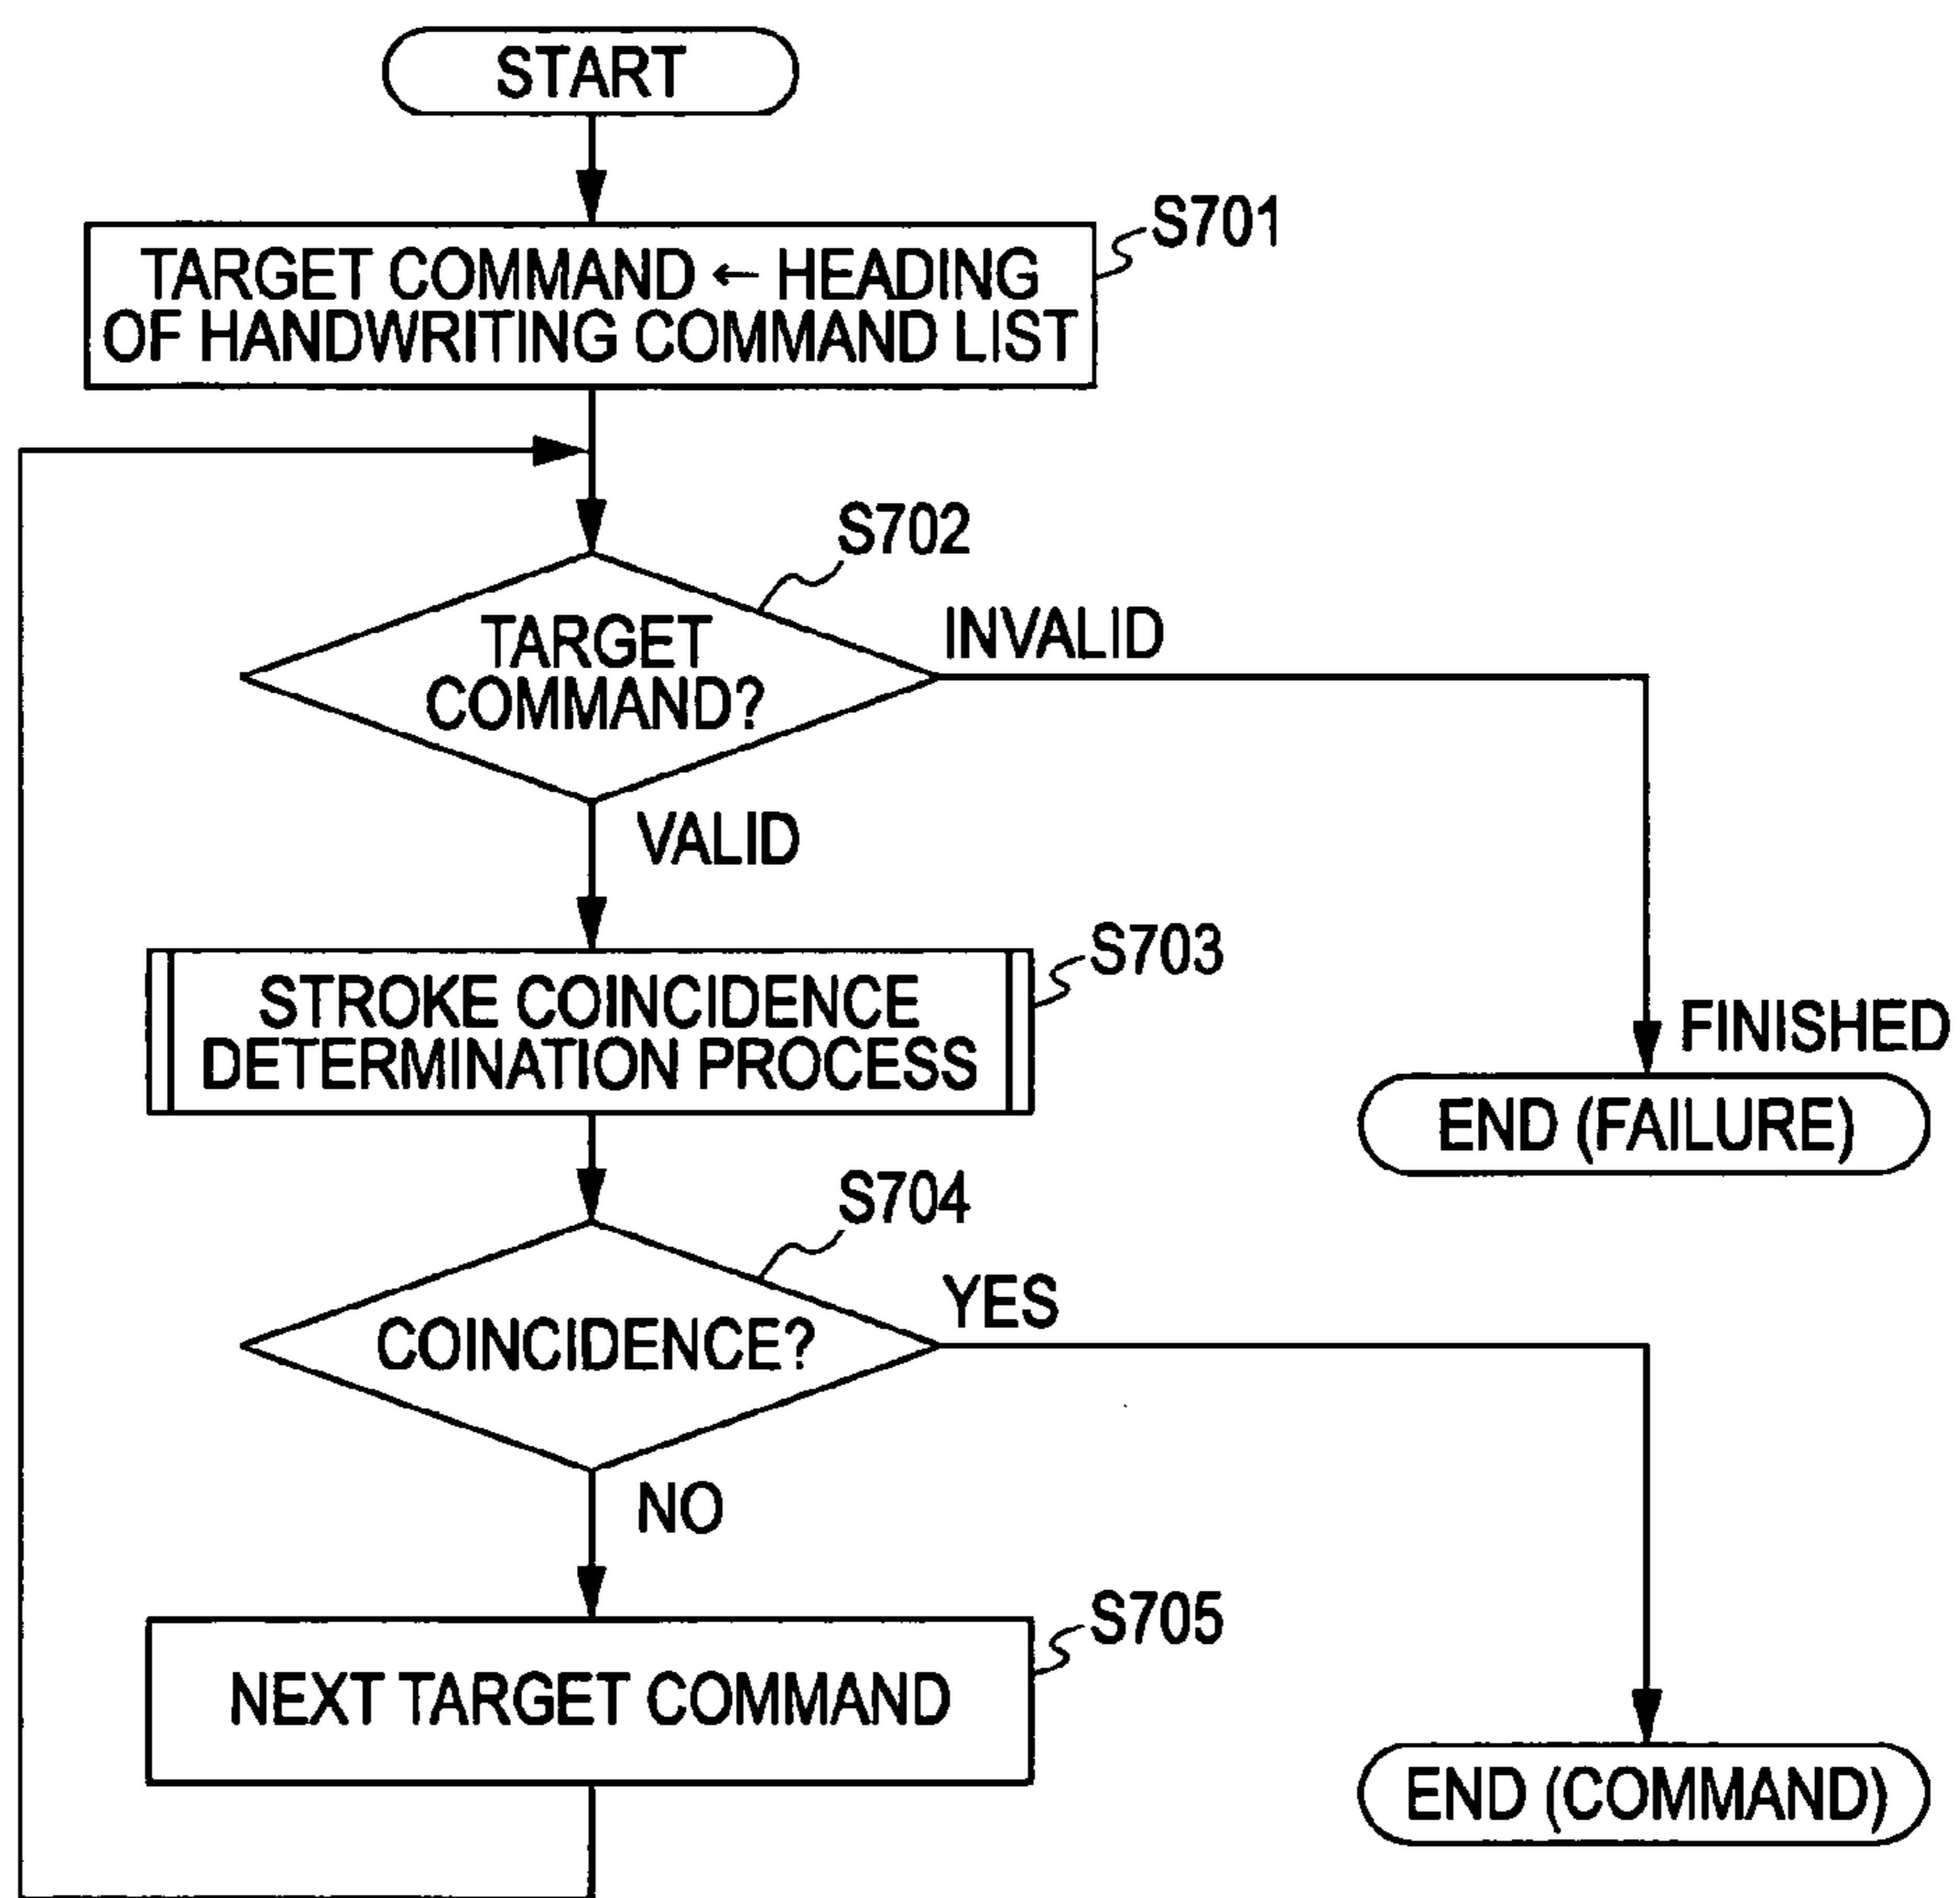 START
S701
TARGET COMMAND ← HEADING
OF HANDWRITING COMMAND LIST
S702
TARGET
COMMAND?
INVALID
VALID
S703
STROKE COINCIDENCE
DETERMINATION PROCESS
FINISHED
END (FAILURE)
S704
COINCIDENCE?
YES
NO
S705
NEXT TARGET COMMAND
END (COMMAND)